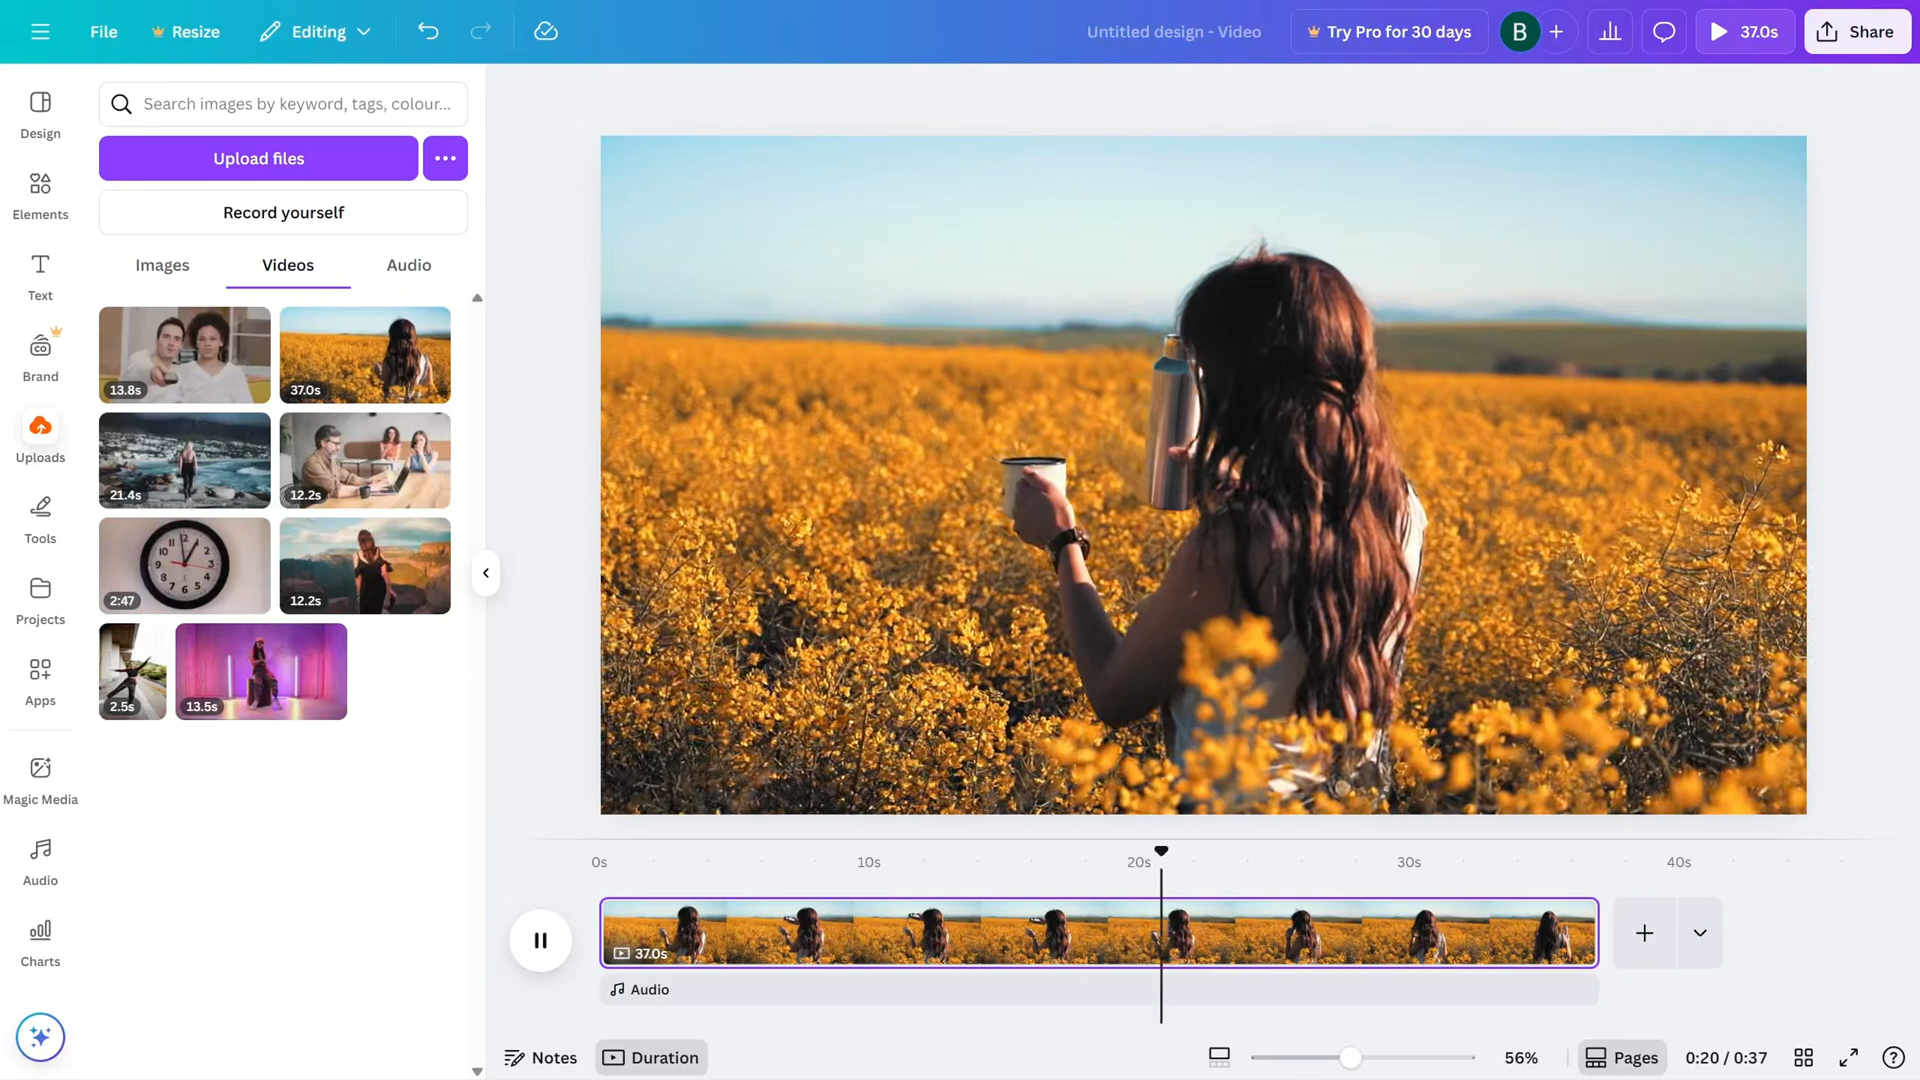 File
Resize
Editing
Untitled design - Video
Try Pro for 30 days
B
37.0s
Share
Design
Elements
Text
Brand
CO
Uploads
Tools
Projects
Apps
Magic Media
Audio
Charts
Search images by keyword, tags, colour...
Upload files
Record yourself
Images Videos Audio
13.8s
37.0s
21.4s
12.2s
2:47
12.2s
2.5s
13.5s
0s 10s 20s 30s 40s
37.0s
Audio
Notes
Duration
56%
Pages
0:20 / 0:37